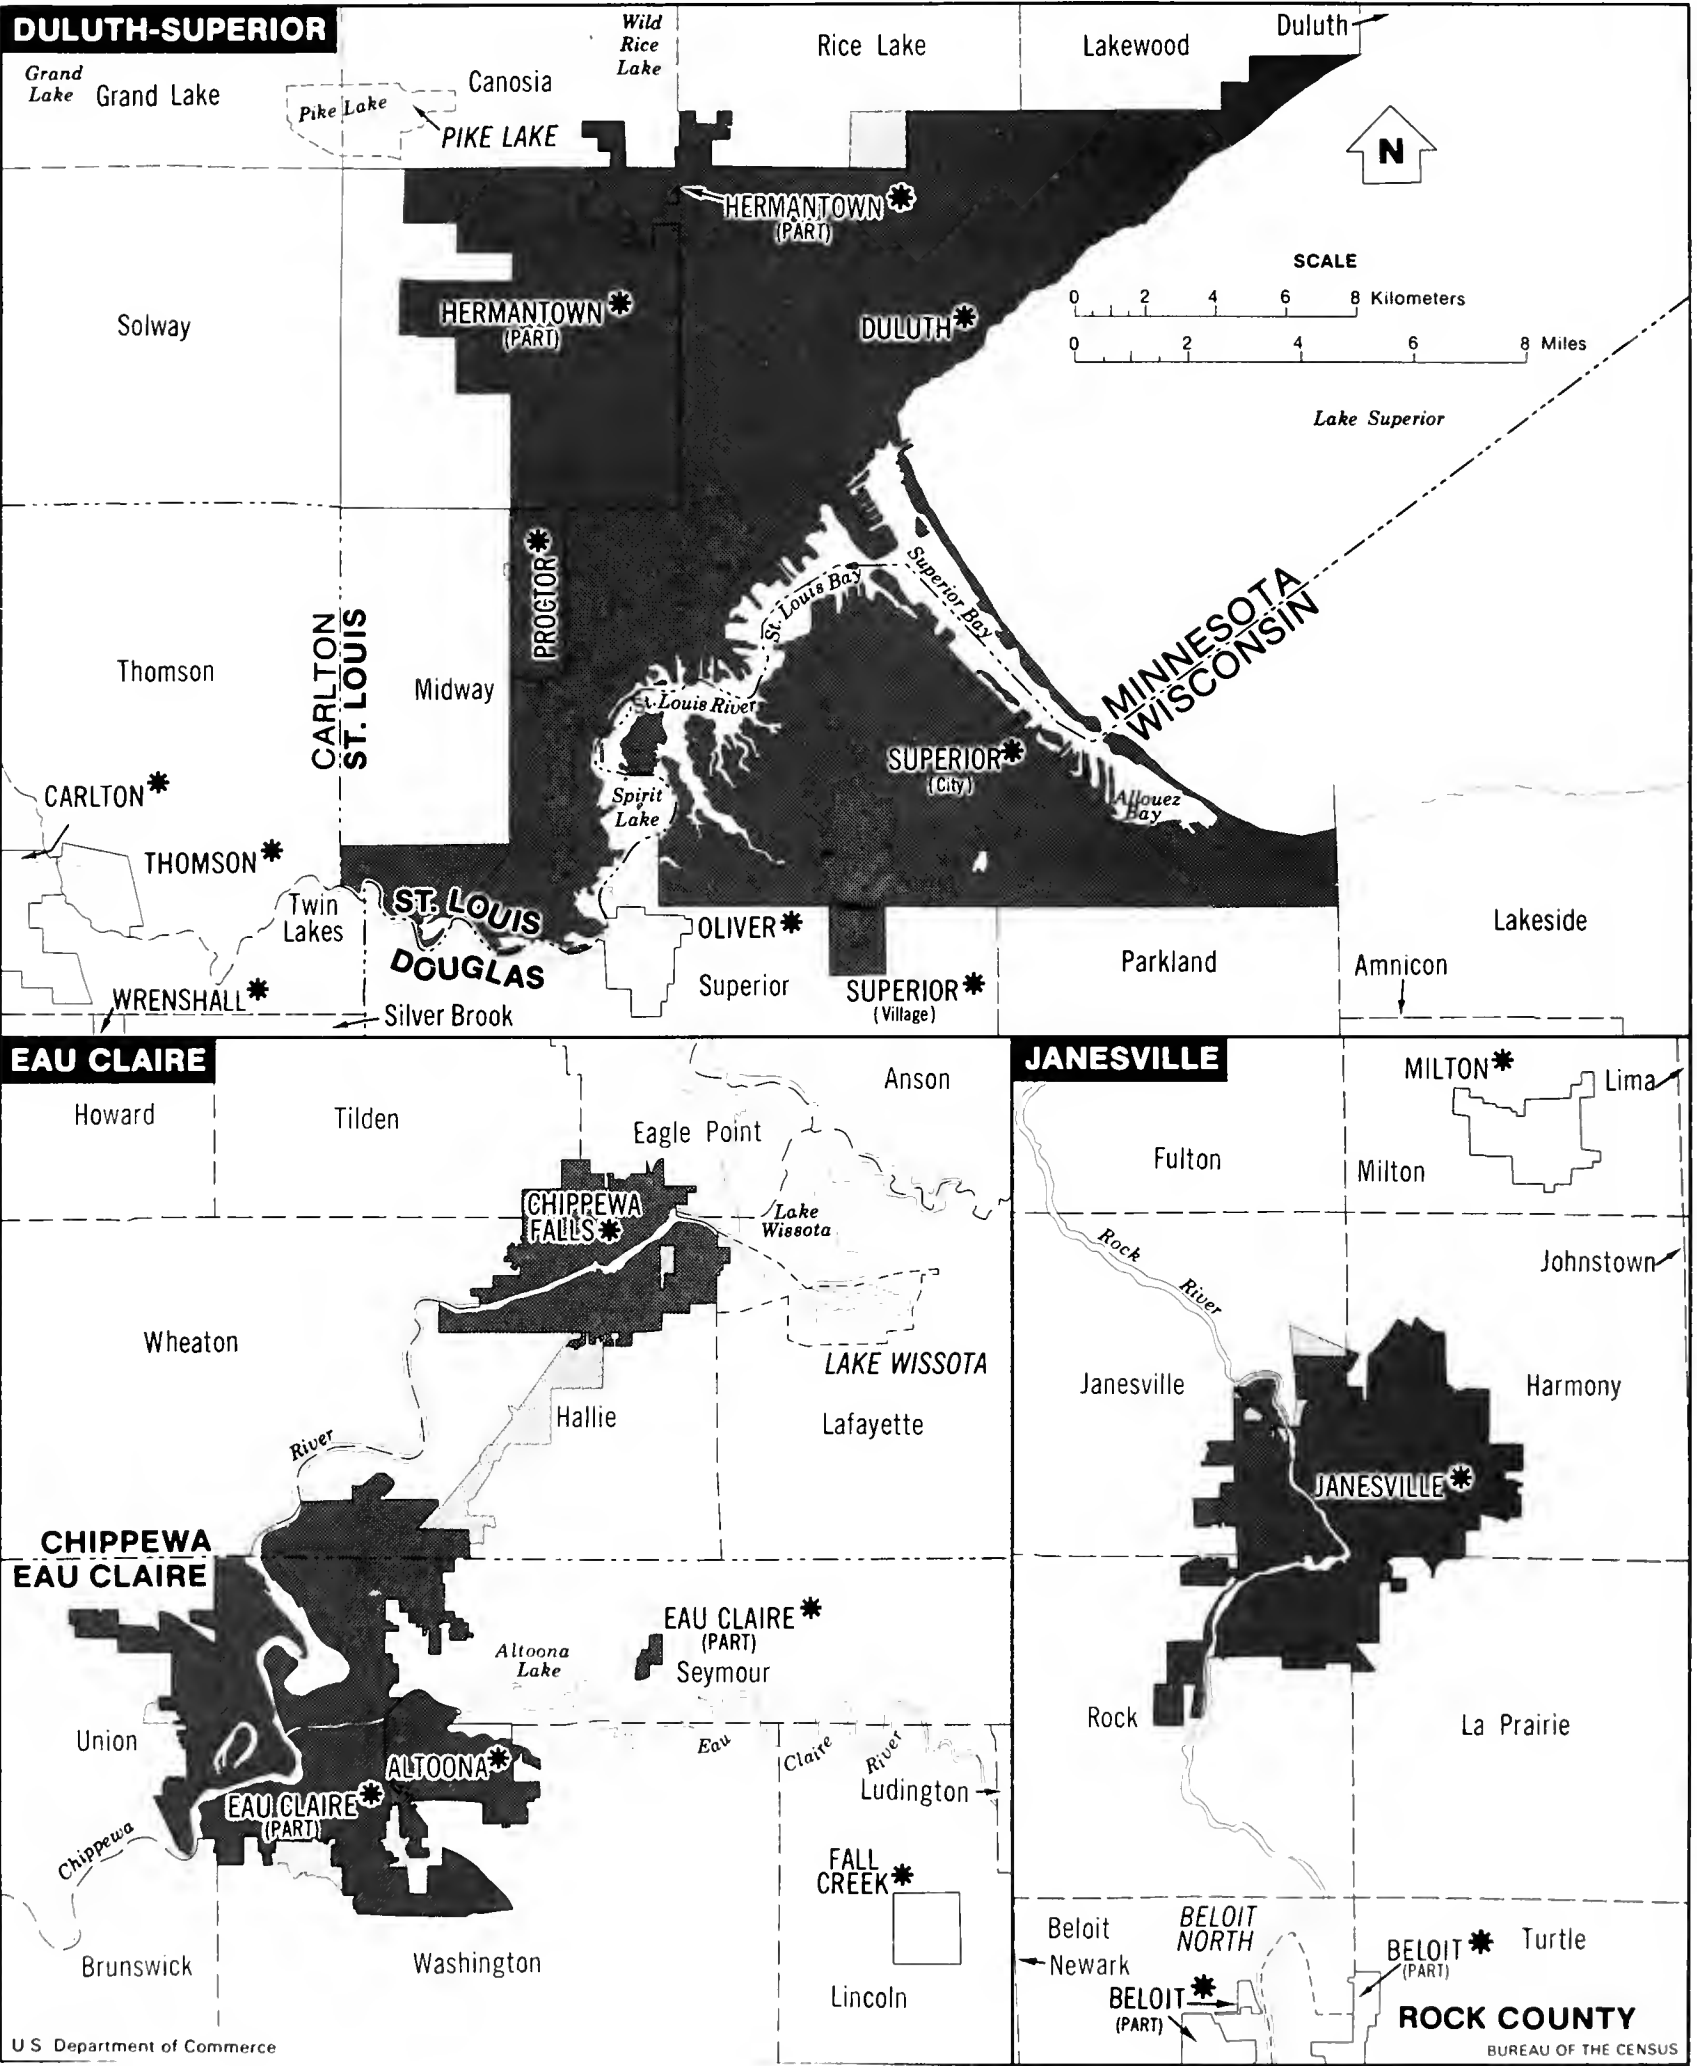 DULUTH-SUPERIOR
Grand
Lake
Grand Lake
Pike Lake
PIKE LAKE
Canosia
Wild
Rice
Lake
Rice Lake
Lakewood
Duluth
N
HERMANTOWN*
(PART)
HERMANTOWN*
(PART)
DULUTH*
SCALE
0 2 4 6 8 Kilometers
0 2 4 6 8 Miles
Solway
Lake Superior
PROCTOR*
St. Louis Bay
Superior Bay
MINNESOTA
WISCONSIN
CARLTON
ST. LOUIS
Thomson
Midway
St. Louis River
SUPERIOR*
(City)
Spirit
Lake
Allouez
Bay
CARLTON*
THOMSON*
Twin
Lakes
ST. LOUIS
DOUGLAS
OLIVER*
Superior
SUPERIOR*
(Village)
Parkland
Lakeside
Amnicon
WRENSHALL*
Silver Brook
EAU CLAIRE
Howard
Tilden
Anson
Eagle Point
CHIPPEWA
FALLS*
Lake
Wissota
Wheaton
LAKE WISSOTA
Hallie
Lafayette
River
CHIPPEWA
EAU CLAIRE
EAU CLAIRE*
(PART)
Seymour
Altoona
Lake
Union
ALTOONA*
EAU CLAIRE*
(PART)
Eau
Claire
River
Ludington
Chippewa
FALL
CREEK*
Brunswick
Washington
Lincoln
U S Department of Commerce
JANESVILLE
MILTON*
Lima
Fulton
Milton
Rock
River
Johnstown
Janesville
Harmony
JANESVILLE*
Rock
La Prairie
Beloit
BELOIT
NORTH
Newark
BELOIT*
(PART)
Turtle
BELOIT*
(PART)
ROCK COUNTY
BUREAU OF THE CENSUS